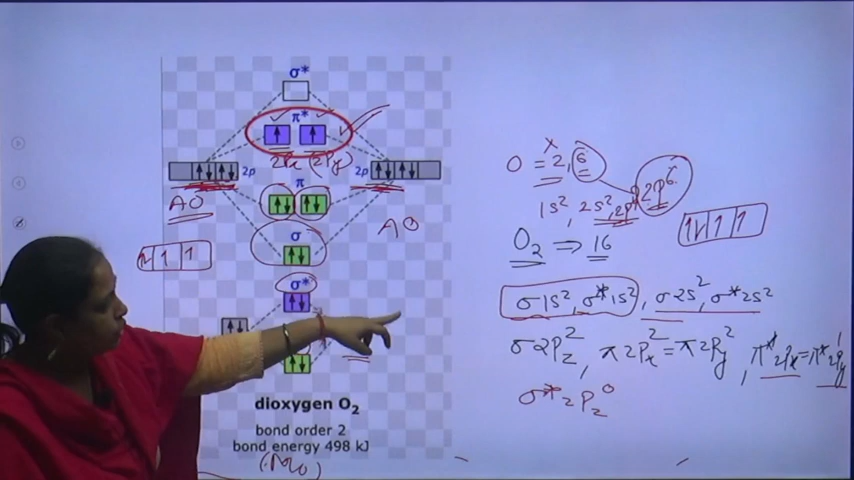 σ*
π*
2Px (2Py)
2p
2p
π
AO
AO
σ
σ*
dioxygen O₂
bond order 2
bond energy 498 kJ
(MO)
O = 2, 6
1s², 2s², 2p⁴
2p⁶
O₂ ⇒ 16
σ1s², σ*1s², σ2s², σ*2s²
σ2Pz², π2Px² = π2Py², π*2Px¹ = π*2Py¹
σ*2Pz⁰